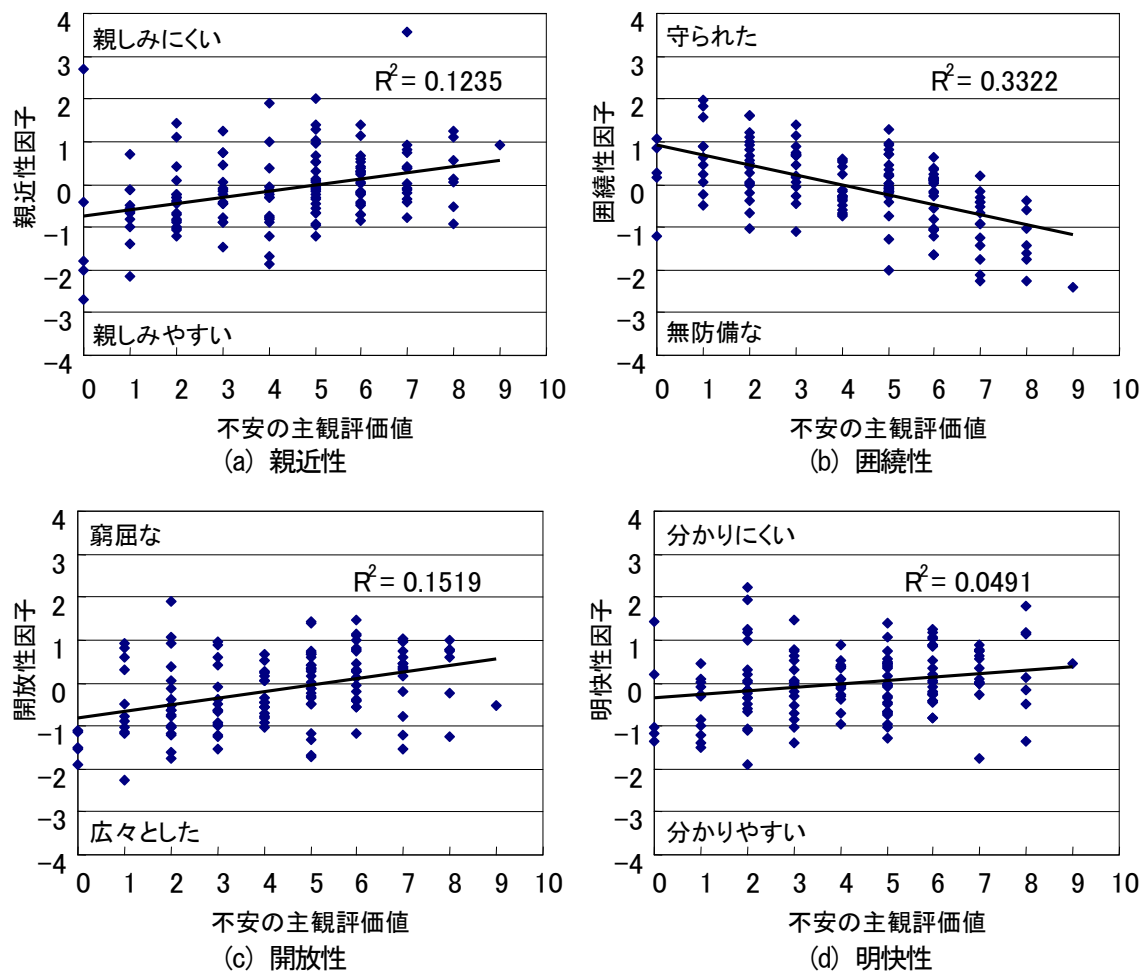 4
3
2
1
0
−1
−2
−3
−4
親近性因子
親しみにくい
R² = 0.1235
親しみやすい
0 1 2 3 4 5 6 7 8 9 10
不安の主観評価値
(a) 親近性
4
3
2
1
0
−1
−2
−3
−4
囲繞性因子
守られた
R² = 0.3322
無防備な
0 1 2 3 4 5 6 7 8 9 10
不安の主観評価値
(b) 囲繞性
4
3
2
1
0
−1
−2
−3
−4
開放性因子
窮屈な
R² = 0.1519
広々とした
0 1 2 3 4 5 6 7 8 9 10
不安の主観評価値
(c) 開放性
4
3
2
1
0
−1
−2
−3
−4
明快性因子
分かりにくい
R² = 0.0491
分かりやすい
0 1 2 3 4 5 6 7 8 9 10
不安の主観評価値
(d) 明快性